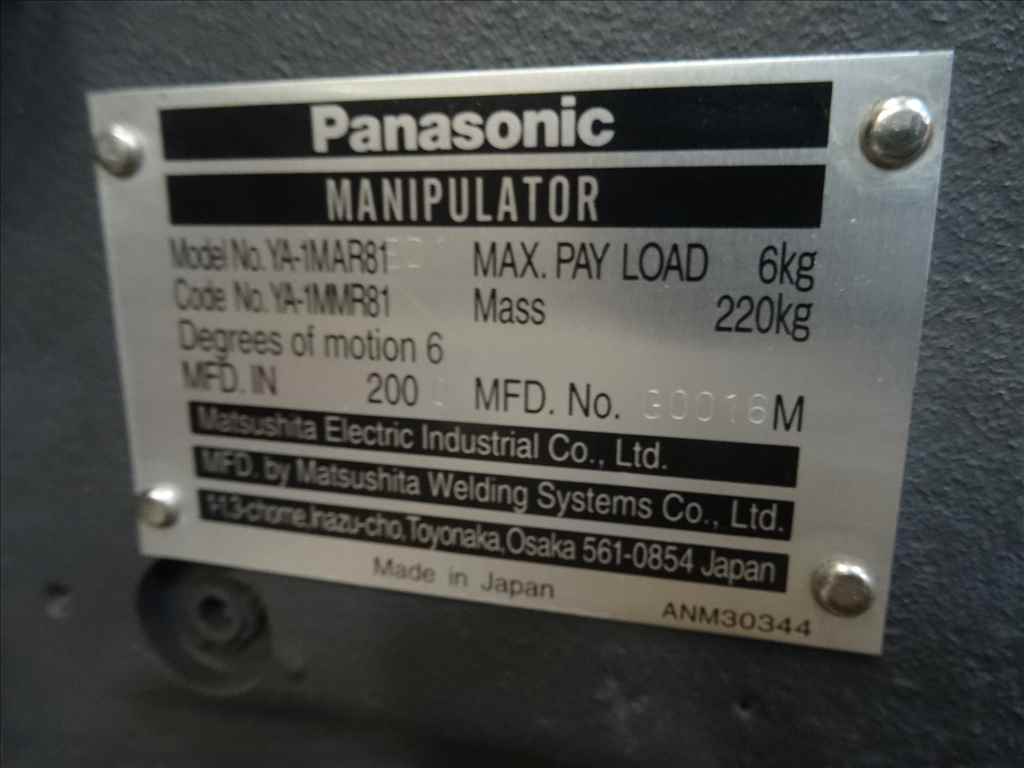 Panasonic
MANIPULATOR
Model No. YA-1MAR81 MAX. PAY LOAD 6kg
Code No. YA-1MMR81 Mass 220kg
Degrees of motion 6
MFD. IN 200 MFD. No. M
Matsushita Electric Industrial Co., Ltd.
MFD. by Matsushita Welding Systems Co., Ltd.
1-1,3-chome,Inazu-cho,Toyonaka,Osaka 561-0854 Japan
Made in Japan
ANM30344